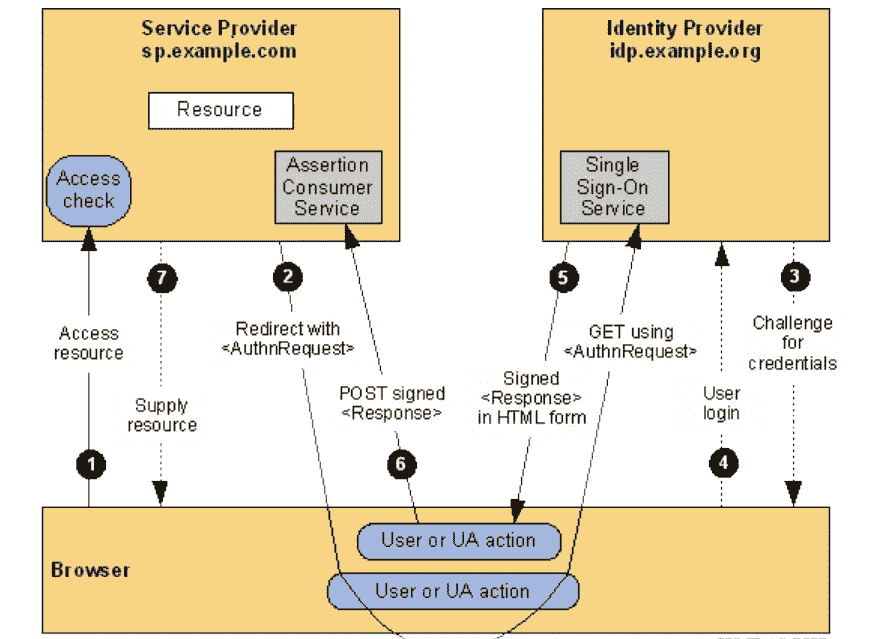 Service Provider
sp.example.com
Identity Provider
idp.example.org
Resource
Access
check
Assertion
Consumer
Service
Single
Sign-On
Service
7
2
5
3
Access
resource
Redirect with
<AuthnRequest>
GET using
<AuthnRequest>
Challenge
for
credentials
Supply
resource
POST signed
<Response>
Signed
<Response>
in HTML form
User
login
1
6
4
User or UA action
Browser
User or UA action